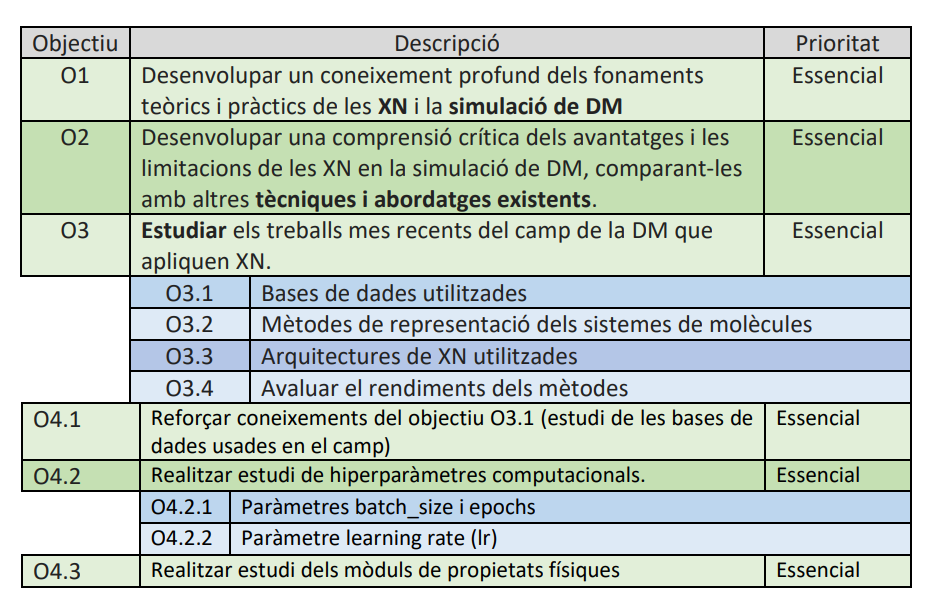 Objectiu Descripció Prioritat
O1 Desenvolupar un coneixement profund dels fonaments Essencial
teòrics i pràctics de les XN i la simulació de DM
O2 Desenvolupar una comprensió crítica dels avantatges i les Essencial
limitacions de les XN en la simulació de DM, comparant-les
amb altres tècniques i abordatges existents.
O3 Estudiar els treballs mes recents del camp de la DM que Essencial
apliquen XN.
O3.1 Bases de dades utilitzades
O3.2 Mètodes de representació dels sistemes de molècules
O3.3 Arquitectures de XN utilitzades
O3.4 Avaluar el rendiments dels mètodes
O4.1 Reforçar coneixements del objectiu O3.1 (estudi de les bases de Essencial
dades usades en el camp)
O4.2 Realitzar estudi de hiperparàmetres computacionals. Essencial
O4.2.1 Paràmetres batch_size i epochs
O4.2.2 Paràmetre learning rate (lr)
O4.3 Realitzar estudi dels mòduls de propietats físiques Essencial